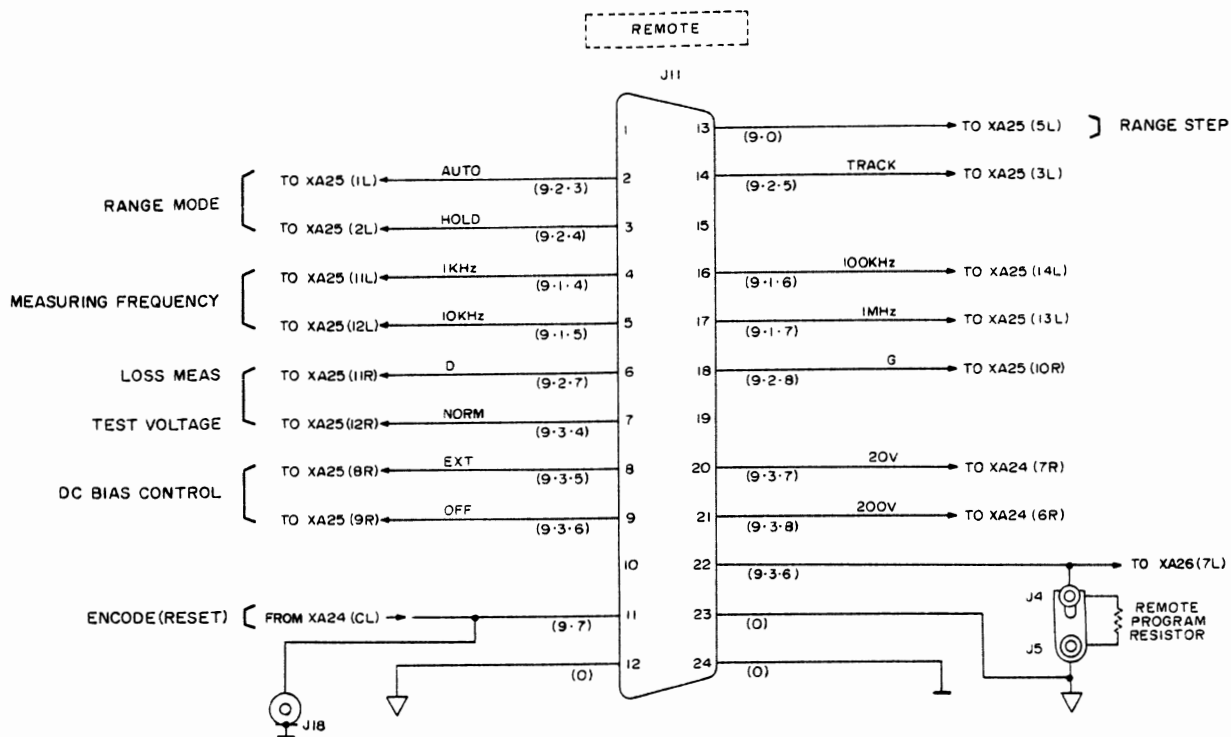 REMOTE
J11
1
13 (9·0) TO XA25 (5L) RANGE STEP
RANGE MODE
TO XA25 (1L) AUTO (9·2·3) 2
14 (9·2·5) TRACK TO XA25 (3L)
TO XA25 (2L) HOLD (9·2·4) 3
15
MEASURING FREQUENCY
TO XA25 (11L) 1KHz (9·1·4) 4
16 (9·1·6) 100KHz TO XA25 (14L)
TO XA25 (12L) 10KHz (9·1·5) 5
17 (9·1·7) 1MHz TO XA25 (13L)
LOSS MEAS
TO XA25 (11R) D (9·2·7) 6
18 (9·2·8) G TO XA25 (10R)
TEST VOLTAGE
TO XA25 (12R) NORM (9·3·4) 7
19
DC BIAS CONTROL
TO XA25 (8R) EXT (9·3·5) 8
20 (9·3·7) 20V TO XA24 (7R)
TO XA25 (9R) OFF (9·3·6) 9
21 (9·3·8) 200V TO XA24 (6R)
10
22 (9·3·6) TO XA26 (7L)
ENCODE (RESET) FROM XA24 (CL) (9·7) 11
23 (0)
J4
J5
REMOTE
PROGRAM
RESISTOR
(0) 12
24 (0)
J18